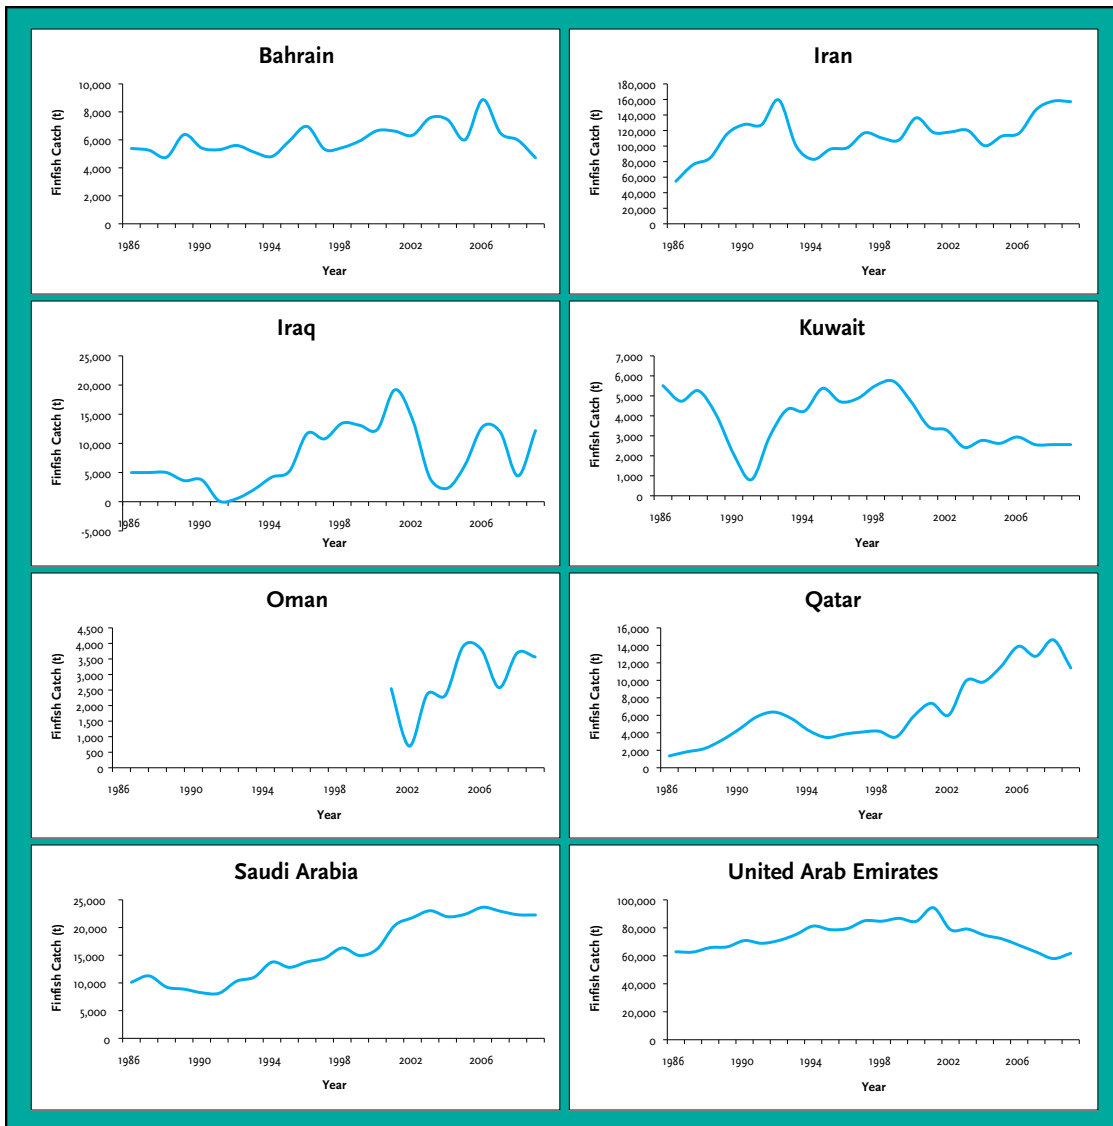 Bahrain
Finfish Catch (t)
10,000
8,000
6,000
4,000
2,000
0
1986 1990 1994 1998 2002 2006
Year
Iran
Finfish Catch (t)
180,000
160,000
140,000
120,000
100,000
80,000
60,000
40,000
20,000
0
1986 1990 1994 1998 2002 2006
Year
Iraq
Finfish Catch (t)
25,000
20,000
15,000
10,000
5,000
0
-5,000
1986 1990 1994 1998 2002 2006
Year
Kuwait
Finfish Catch (t)
7,000
6,000
5,000
4,000
3,000
2,000
1,000
0
1986 1990 1994 1998 2002 2006
Year
Oman
Finfish Catch (t)
4,500
4,000
3,500
3,000
2,500
2,000
1,500
1,000
500
0
1986 1990 1994 1998 2002 2006
Year
Qatar
Finfish Catch (t)
16,000
14,000
12,000
10,000
8,000
6,000
4,000
2,000
0
1986 1990 1994 1998 2002 2006
Year
Saudi Arabia
Finfish Catch (t)
25,000
20,000
15,000
10,000
5,000
0
1986 1990 1994 1998 2002 2006
Year
United Arab Emirates
Finfish Catch (t)
100,000
80,000
60,000
40,000
20,000
0
1986 1990 1994 1998 2002 2006
Year